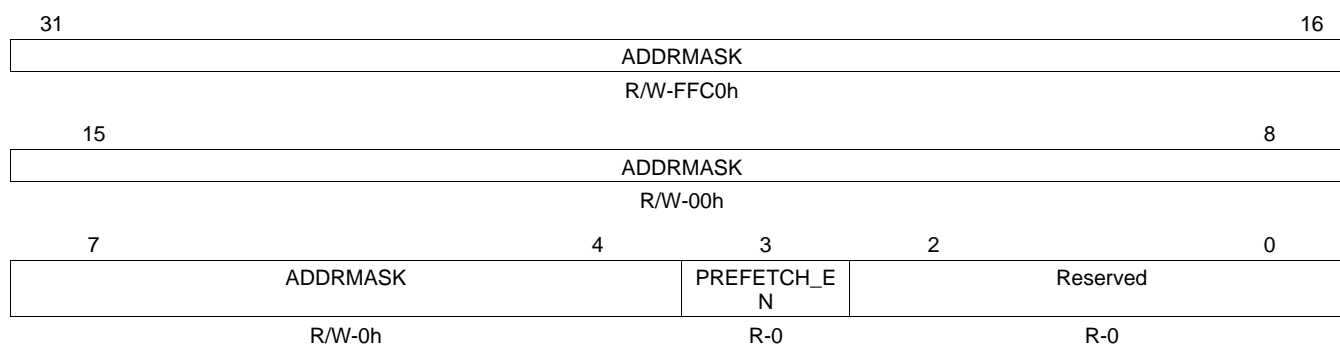 31 16
ADDRMASK
R/W-FFC0h
15 8
ADDRMASK
R/W-00h
7 4 3 2 0
ADDRMASK PREFETCH_E Reserved
N
R/W-0h R-0 R-0